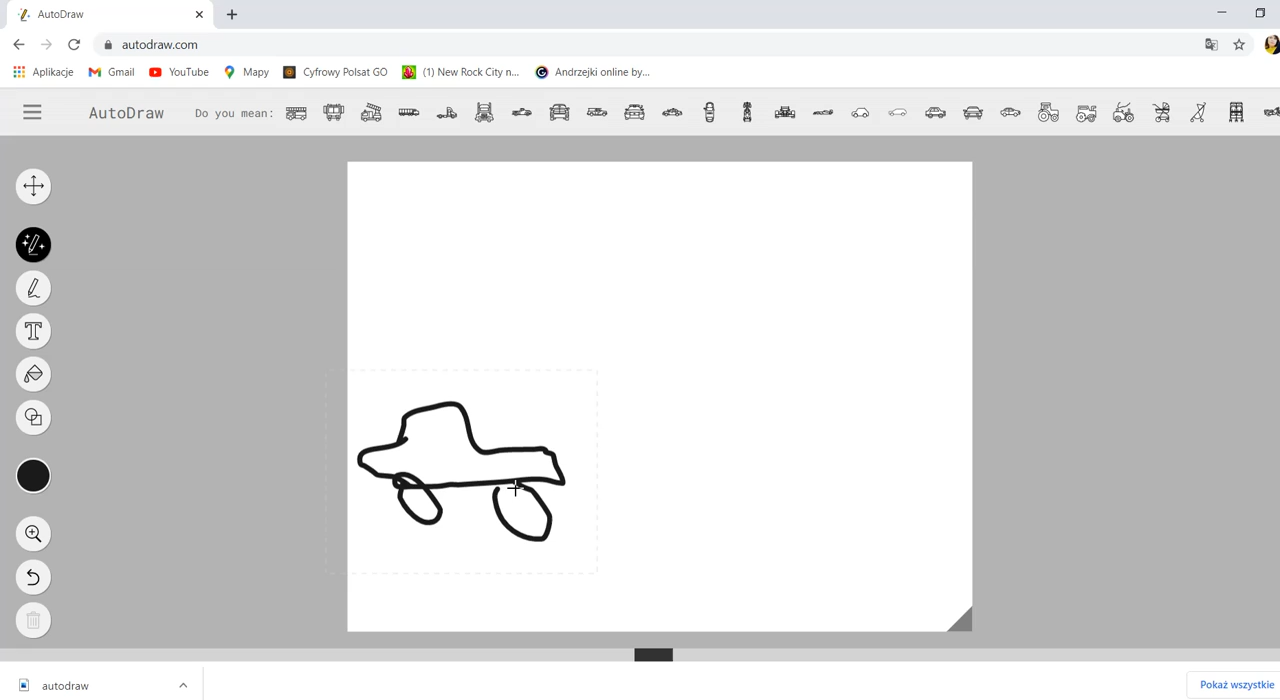 AutoDraw
autodraw.com
Aplikacje Gmail YouTube Mapy Cyfrowy Polsat GO (1) New Rock City n... Andrzejki online by...
AutoDraw Do you mean:
T
autodraw Pokaż wszystkie